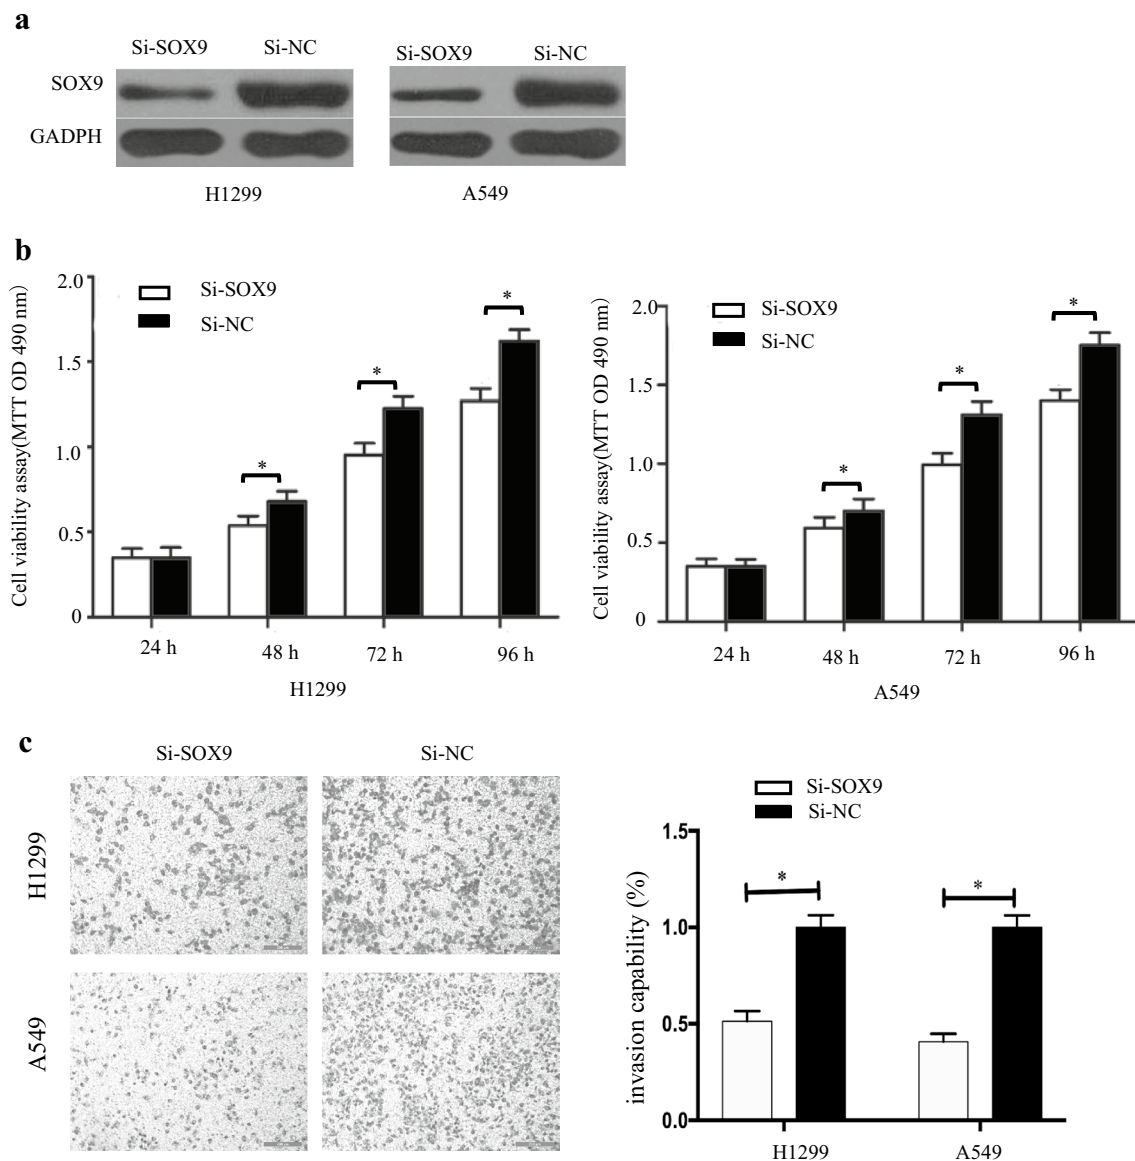 a
Si-SOX9 Si-NC Si-SOX9 Si-NC
SOX9
GADPH
H1299 A549
b
Cell viability assay(MTT OD 490 nm)
2.0
1.5
1.0
0.5
0
Si-SOX9
Si-NC
*
*
*
24 h 48 h 72 h 96 h
H1299
Cell viability assay(MTT OD 490 nm)
2.0
1.5
1.0
0.5
0
Si-SOX9
Si-NC
*
*
*
24 h 48 h 72 h 96 h
A549
c
Si-SOX9 Si-NC
H1299
A549
invasion capability (%)
1.5
1.0
0.5
0.0
Si-SOX9
Si-NC
* *
H1299 A549